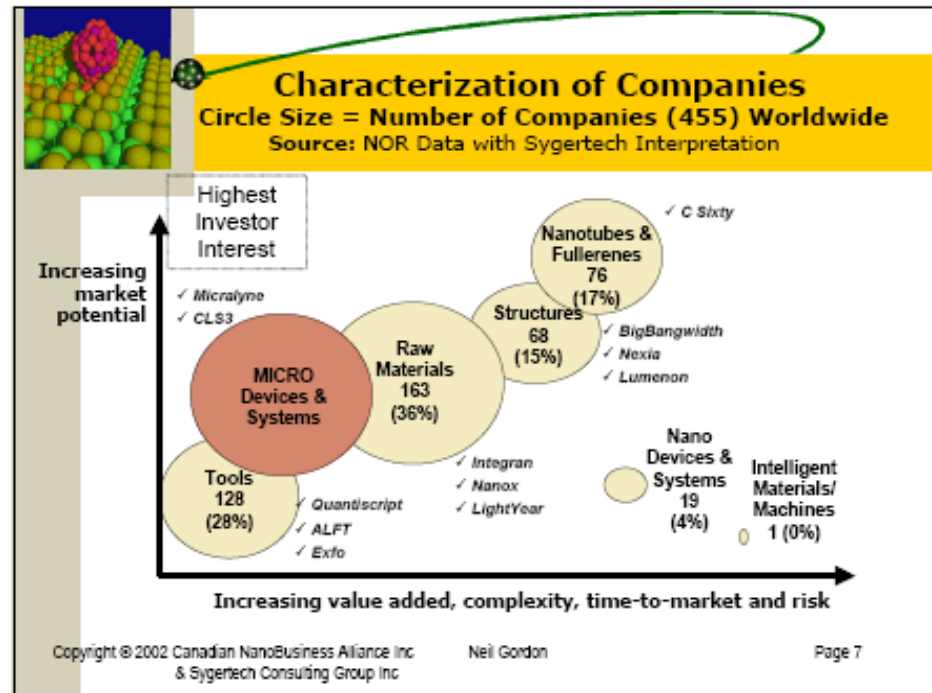 Characterization of Companies
Circle Size = Number of Companies (455) Worldwide
Source: NOR Data with Sygertech Interpretation
Highest
Investor
Interest
Increasing
market
potential
✓ Micralyne
✓ CLS3
✓ C Sixty
Nanotubes &
Fullerenes
76
(17%)
Structures
68
(15%)
✓ BigBangwidth
✓ Nexia
✓ Lumenon
Raw
Materials
163
(36%)
MICRO
Devices &
Systems
Tools
128
(28%)
✓ Quantiscript
✓ ALFT
✓ Exfo
✓ Integran
✓ Nanox
✓ LightYear
Nano
Devices &
Systems
19
(4%)
Intelligent
Materials/
Machines
1 (0%)
Increasing value added, complexity, time-to-market and risk
Copyright © 2002 Canadian NanoBusiness Alliance Inc
& Sygertech Consulting Group Inc
Neil Gordon
Page 7